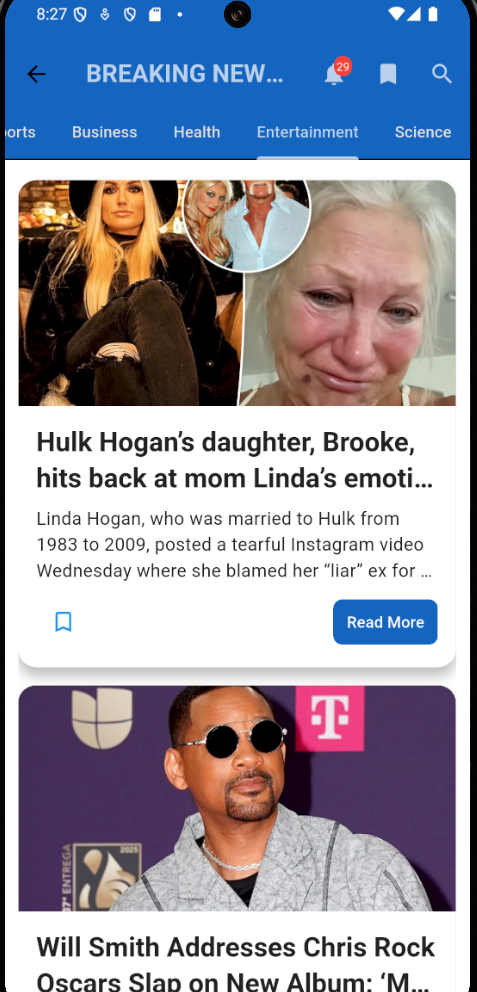 8:27
BREAKING NEW...
29
orts Business Health Entertainment Science
Hulk Hogan’s daughter, Brooke,
hits back at mom Linda’s emoti...
Linda Hogan, who was married to Hulk from
1983 to 2009, posted a tearful Instagram video
Wednesday where she blamed her “liar” ex for ...
Read More
T
2025
ENTREGA
Will Smith Addresses Chris Rock
Oscars Slap on New Album: ‘M...